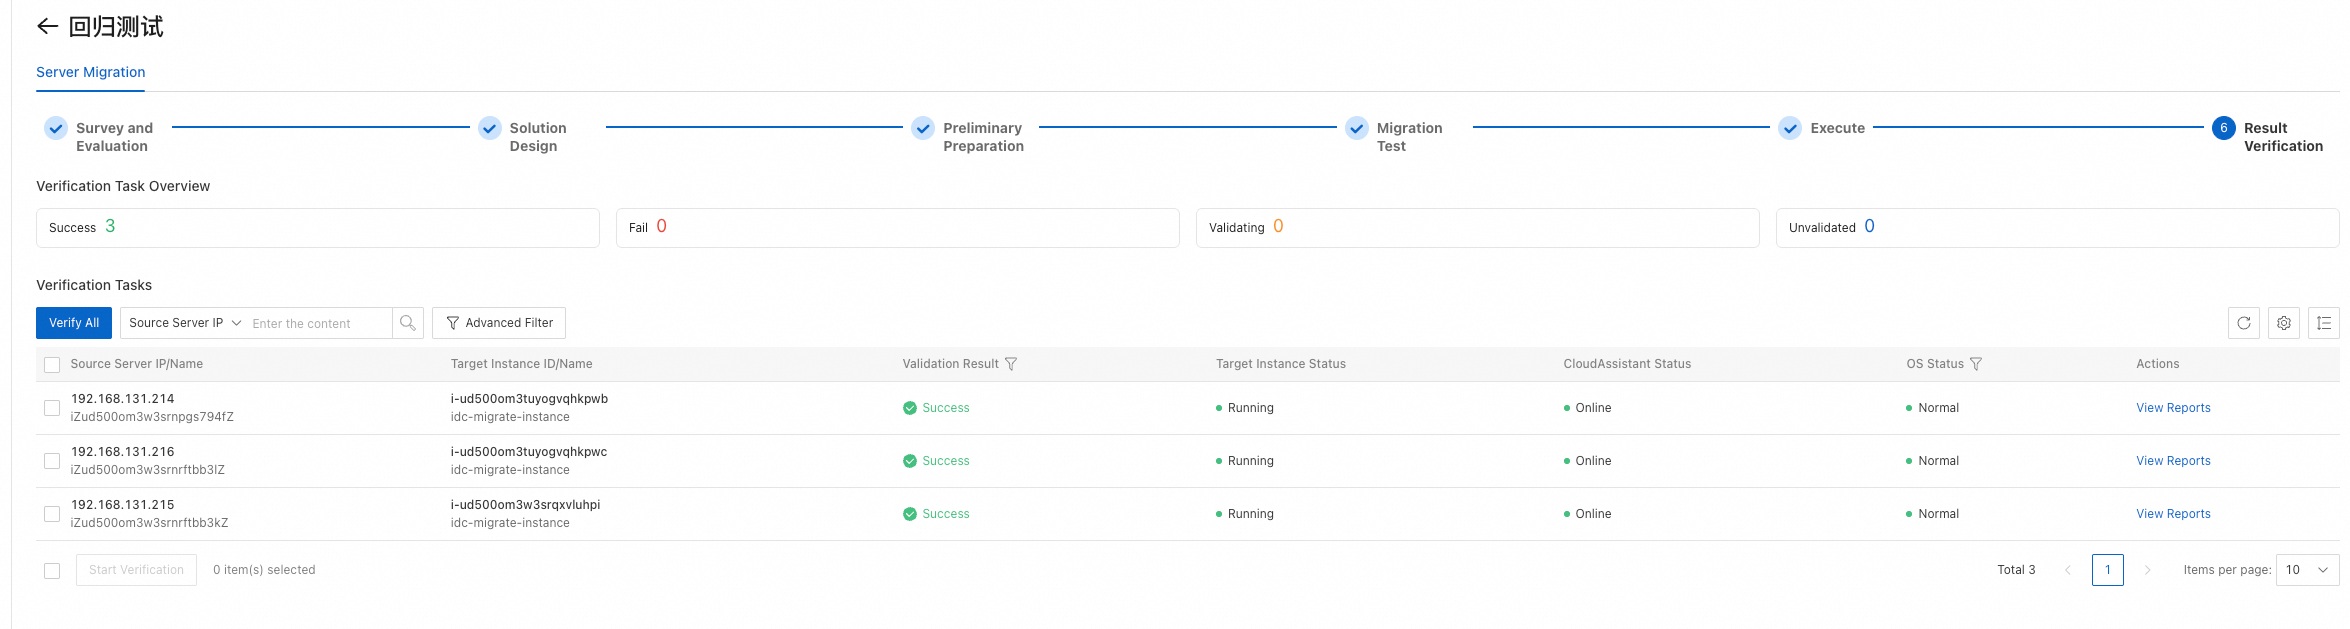 回归测试
Server Migration
Survey and
Evaluation
Solution
Design
Preliminary
Preparation
Migration
Test
Execute
6
Result
Verification
Verification Task Overview
Success 3
Fail 0
Validating 0
Unvalidated 0
Verification Tasks
Verify All
Source Server IP
Enter the content
Advanced Filter
Source Server IP/Name
Target Instance ID/Name
Validation Result
Target Instance Status
CloudAssistant Status
OS Status
Actions
192.168.131.214
iZud500om3w3srnpgs794fZ
i-ud500om3tuyogvqhkpwb
idc-migrate-instance
Success
Running
Online
Normal
View Reports
192.168.131.216
iZud500om3w3srnrftbb3lZ
i-ud500om3tuyogvqhkpwc
idc-migrate-instance
Success
Running
Online
Normal
View Reports
192.168.131.215
iZud500om3w3srnrftbb3kZ
i-ud500om3w3srqxvluhpi
idc-migrate-instance
Success
Running
Online
Normal
View Reports
Start Verification
0 item(s) selected
Total 3
1
Items per page:
10